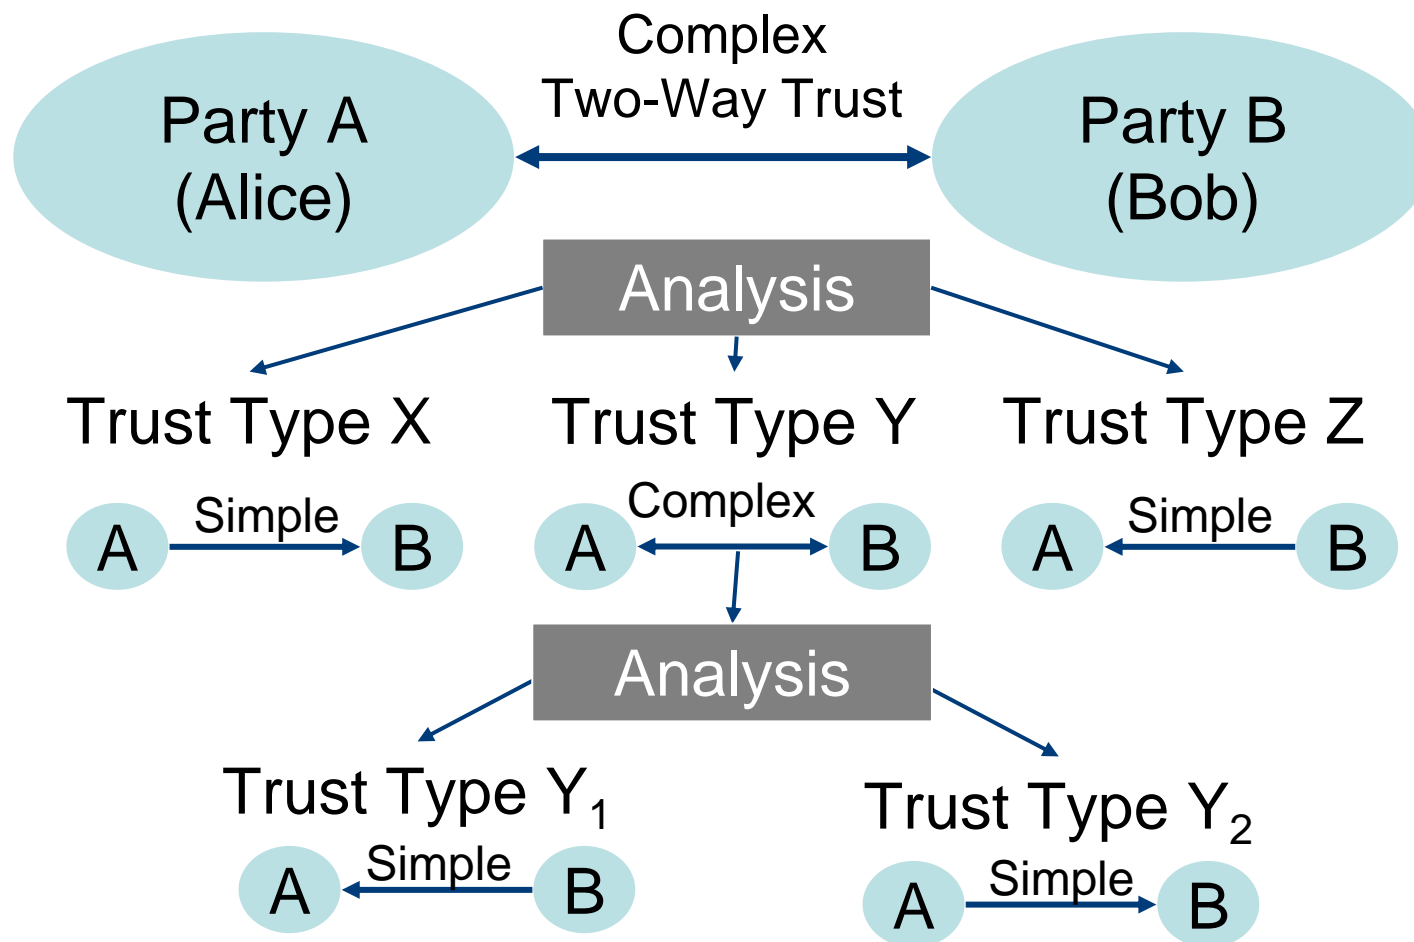 Complex
Two-Way Trust
Party A
(Alice)
Party B
(Bob)
Analysis
Trust Type X
Trust Type Y
Trust Type Z
A
Simple
B
A
Complex
B
A
Simple
B
Analysis
Trust Type Y₁
Trust Type Y₂
A
Simple
B
A
Simple
B